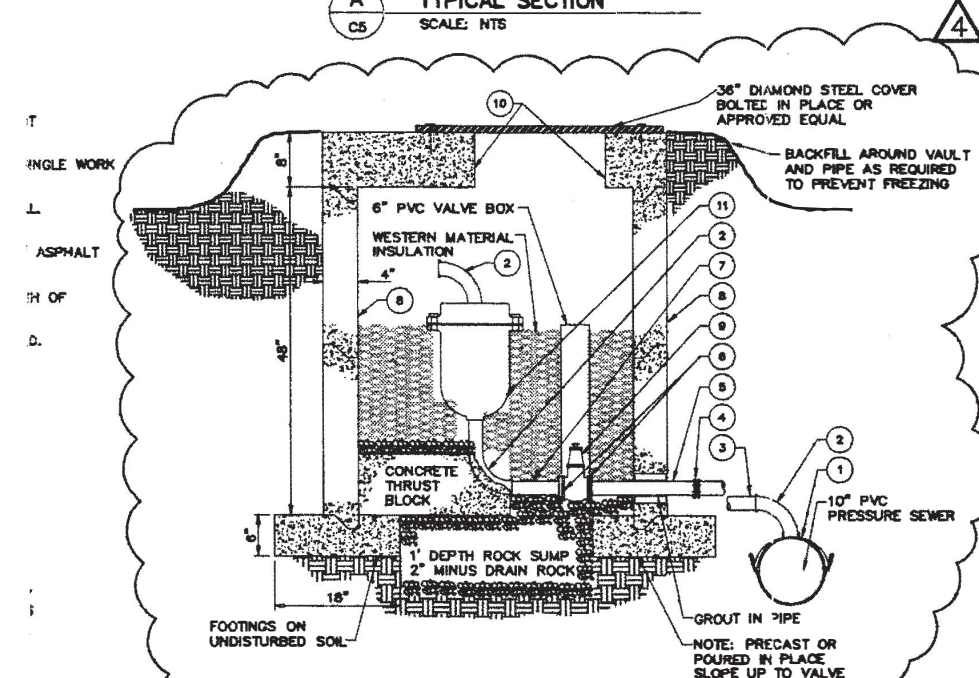 A
C5
TYPICAL SECTION
SCALE: NTS
4
INGLE WORK
ASPHALT
H OF
D.
10
36" DIAMOND STEEL COVER
BOLTED IN PLACE OR
APPROVED EQUAL
BACKFILL AROUND VAULT
AND PIPE AS REQUIRED
TO PREVENT FREEZING
8"
6" PVC VALVE BOX
WESTERN MATERIAL
INSULATION
2
4"
8
48"
11
2
7
8
9
6
5
4
3
2
1
10" PVC
PRESSURE SEWER
CONCRETE
THRUST
BLOCK
6"
1' DEPTH ROCK SUMP
2" MINUS DRAIN ROCK
18"
FOOTINGS ON
UNDISTURBED SOIL
GROUT IN PIPE
NOTE: PRECAST OR
POURED IN PLACE
SLOPE UP TO VALVE